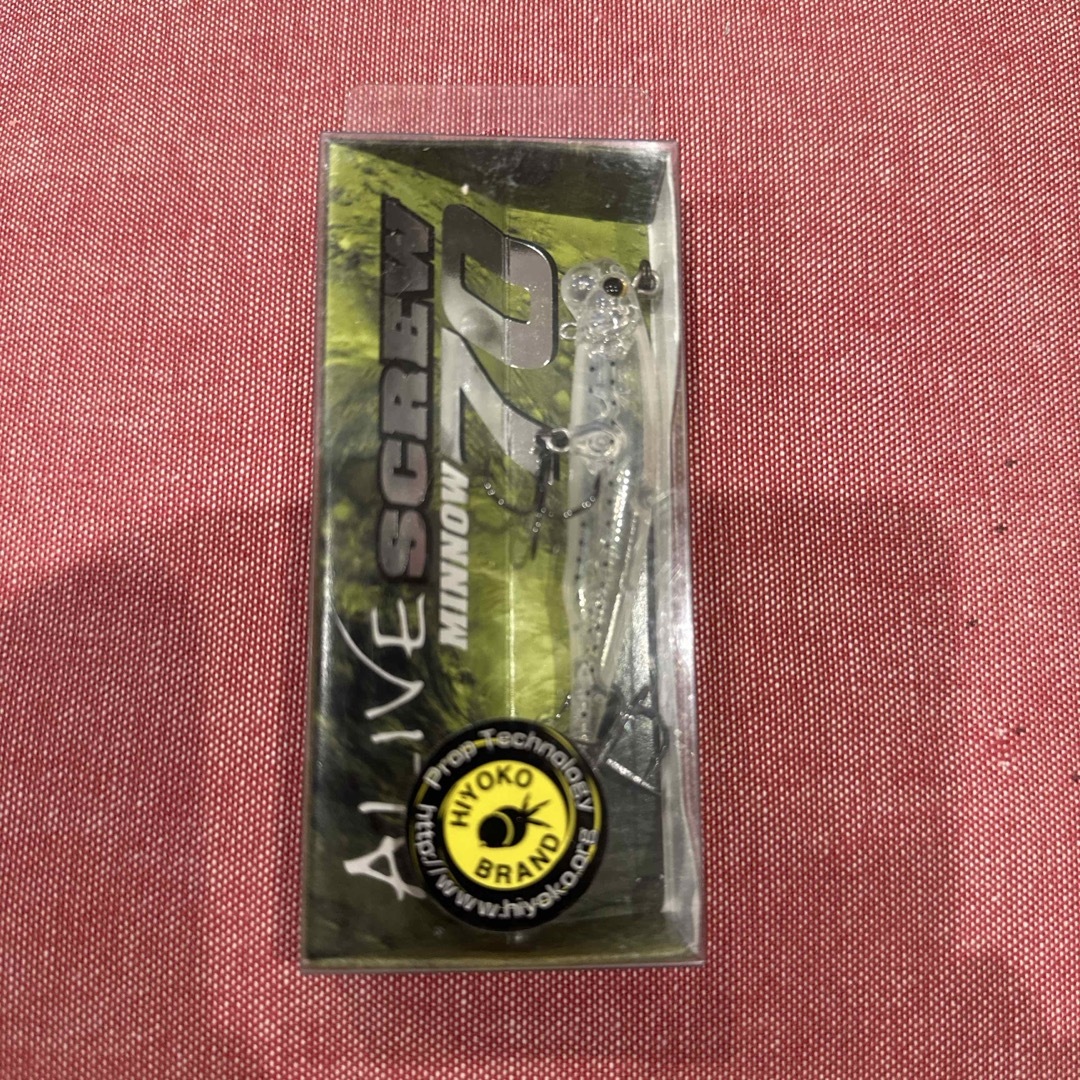 ALIVE SCREW
MINNOW 70
Prop Technology
HIYOKO
BRAND
http://www.hiyoko.org